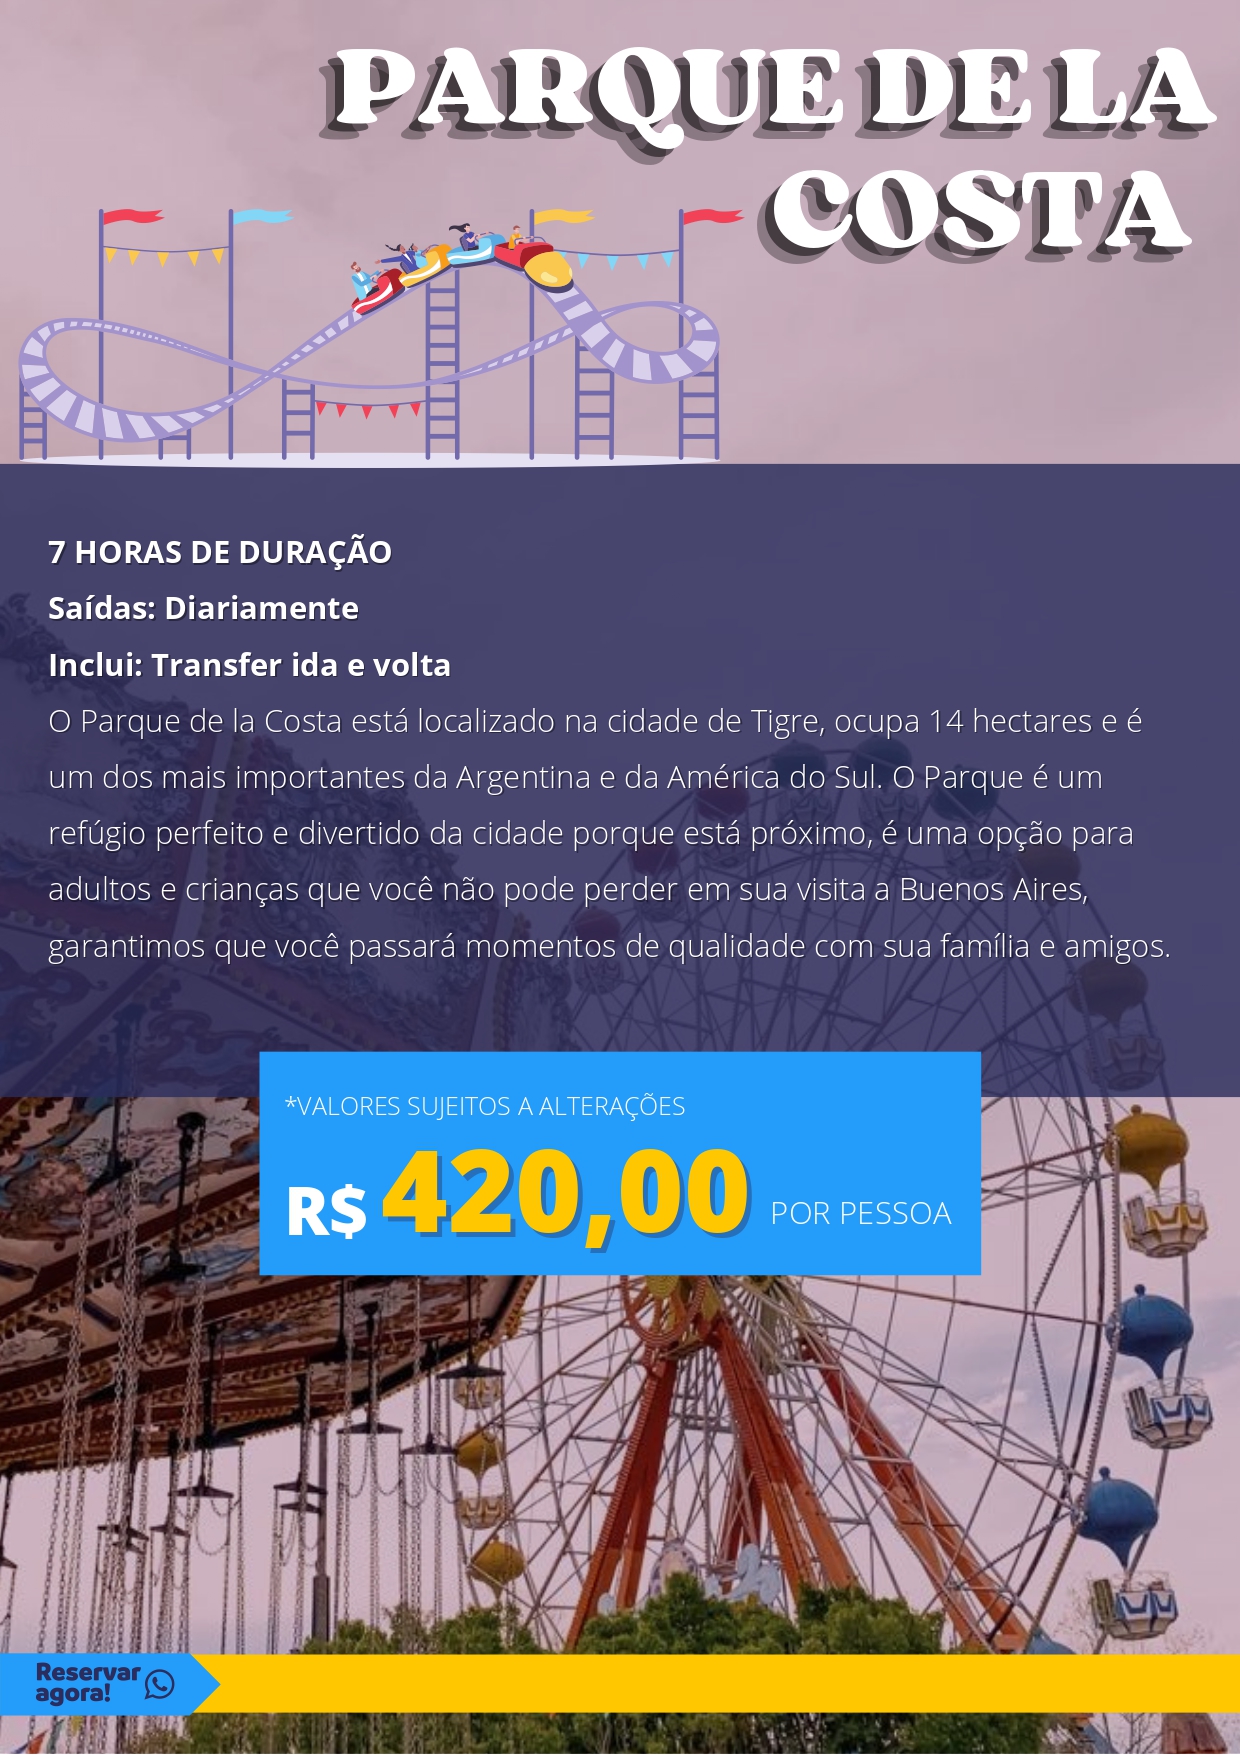 PARQUE DE LA
COSTA
7 HORAS DE DURAÇÃO
Saídas: Diariamente
Inclui: Transfer ida e volta
O Parque de la Costa está localizado na cidade de Tigre, ocupa 14 hectares e é
um dos mais importantes da Argentina e da América do Sul. O Parque é um
refúgio perfeito e divertido da cidade porque está próximo, é uma opção para
adultos e crianças que você não pode perder em sua visita a Buenos Aires,
garantimos que você passará momentos de qualidade com sua família e amigos.
*VALORES SUJEITOS A ALTERAÇÕES
R$ 420,00 POR PESSOA
Reservar
agora!